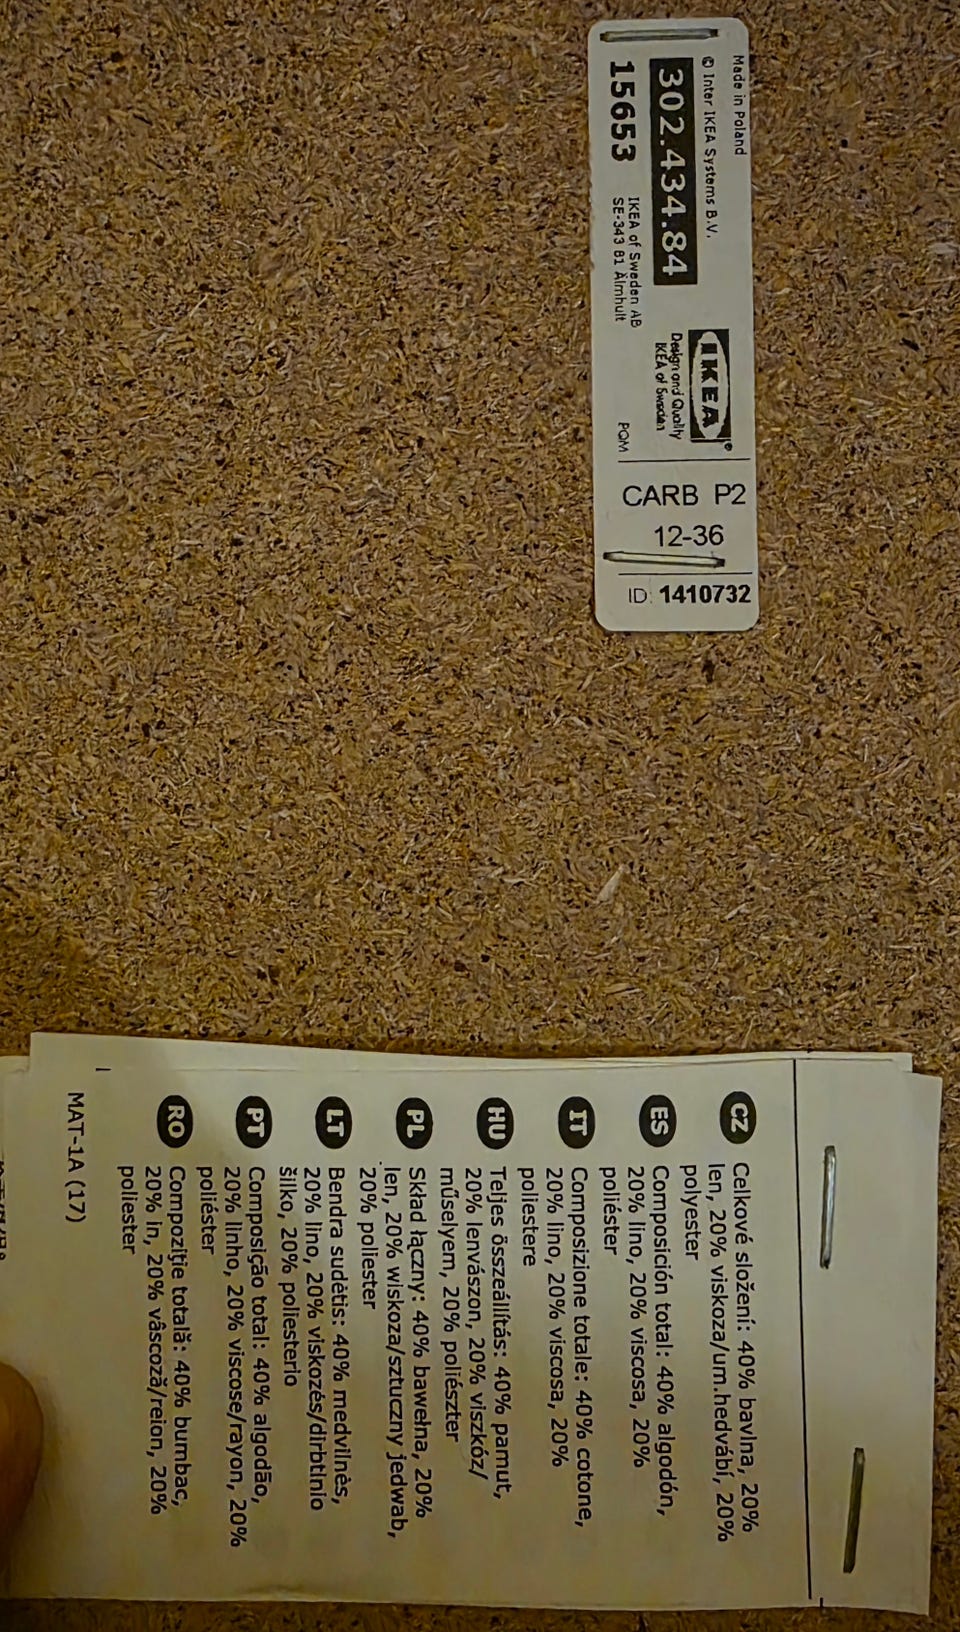 Made in Poland
© Inter IKEA Systems B.V.
302.434.84
15653
IKEA of Sweden AB
SE-343 81 Älmhult
IKEA®
Design and Quality
IKEA of Sweden
PQM
CARB P2
12-36
ID: 1410732
CZ Celkové složení: 40% bavlna, 20%
len, 20% viskoza/um.hedvábí, 20%
polyester
ES Composición total: 40% algodón,
20% lino, 20% viscosa, 20%
poliéster
IT Composizione totale: 40% cotone,
20% lino, 20% viscosa, 20%
poliestere
HU Teljes összeállítás: 40% pamut,
20% lenvászon, 20% viszkóz/
műselyem, 20% poliészter
PL Skład łączny: 40% bawełna, 20%
len, 20% wiskoza/sztuczny jedwab,
20% poliester
LT Bendra sudėtis: 40% medvilnės,
20% lino, 20% viskozės/dirbtinio
šilko, 20% poliesterio
PT Composição total: 40% algodão,
20% linho, 20% viscose/rayon, 20%
poliéster
RO Compoziţie totală: 40% bumbac,
20% in, 20% vâscoză/reion, 20%
poliester
MAT-1A (17)